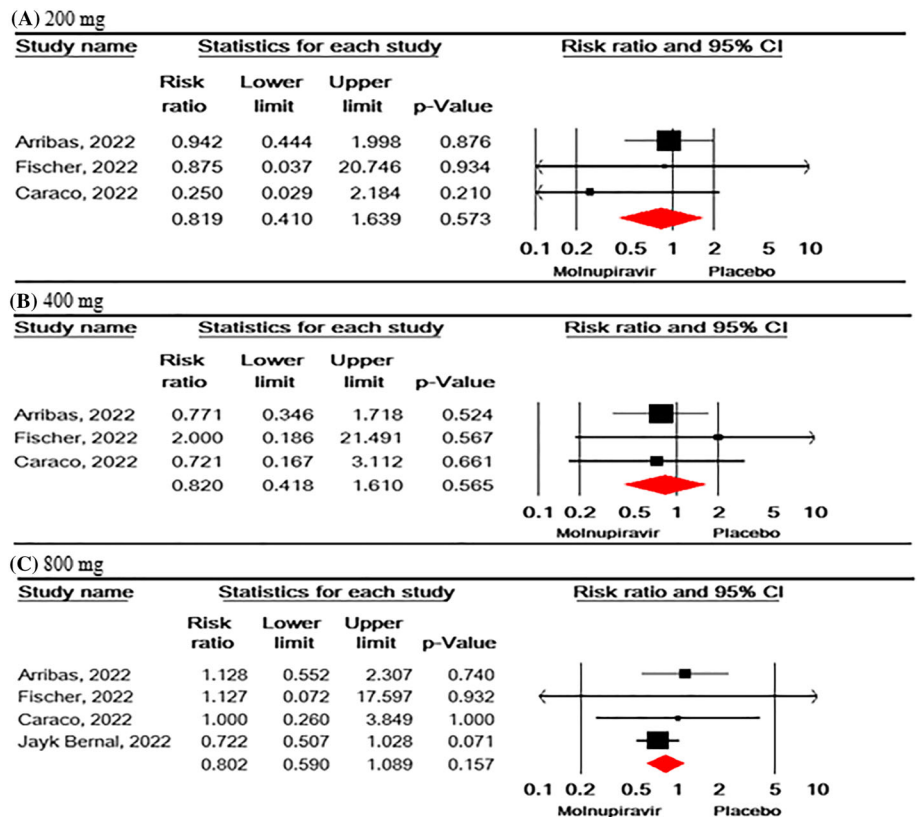 (A) 200 mg
Study name Statistics for each study Risk ratio and 95% CI
Risk Lower Upper
ratio limit limit p-Value
Arribas, 2022 0.942 0.444 1.998 0.876
Fischer, 2022 0.875 0.037 20.746 0.934
Caraco, 2022 0.250 0.029 2.184 0.210
0.819 0.410 1.639 0.573
0.1 0.2 0.5 1 2 5 10
Molnupiravir Placebo
(B) 400 mg
Study name Statistics for each study Risk ratio and 95% CI
Risk Lower Upper
ratio limit limit p-Value
Arribas, 2022 0.771 0.346 1.718 0.524
Fischer, 2022 2.000 0.186 21.491 0.567
Caraco, 2022 0.721 0.167 3.112 0.661
0.820 0.418 1.610 0.565
0.1 0.2 0.5 1 2 5 10
Molnupiravir Placebo
(C) 800 mg
Study name Statistics for each study Risk ratio and 95% CI
Risk Lower Upper
ratio limit limit p-Value
Arribas, 2022 1.128 0.552 2.307 0.740
Fischer, 2022 1.127 0.072 17.597 0.932
Caraco, 2022 1.000 0.260 3.849 1.000
Jayk Bernal, 2022 0.722 0.507 1.028 0.071
0.802 0.590 1.089 0.157
0.1 0.2 0.5 1 2 5 10
Molnupiravir Placebo